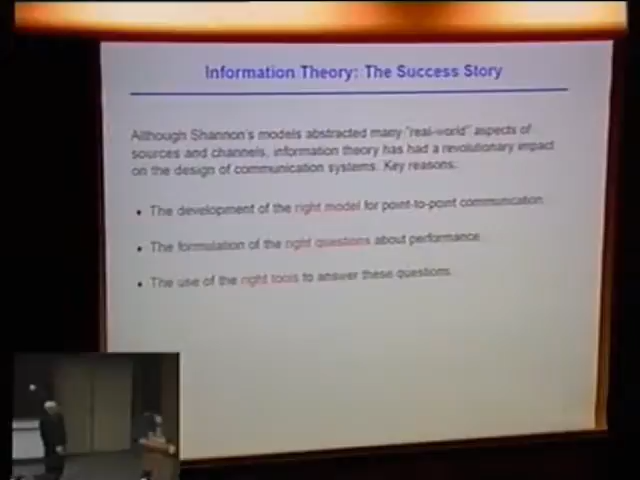 Information Theory: The Success Story
Although Shannon's models abstracted many "real-world" aspects of
sources and channels, information theory has had a revolutionary impact
on the design of communication systems. Key reasons:
• The development of the right model for point-to-point communication
• The formulation of the right questions about performance
• The use of the right tools to answer these questions